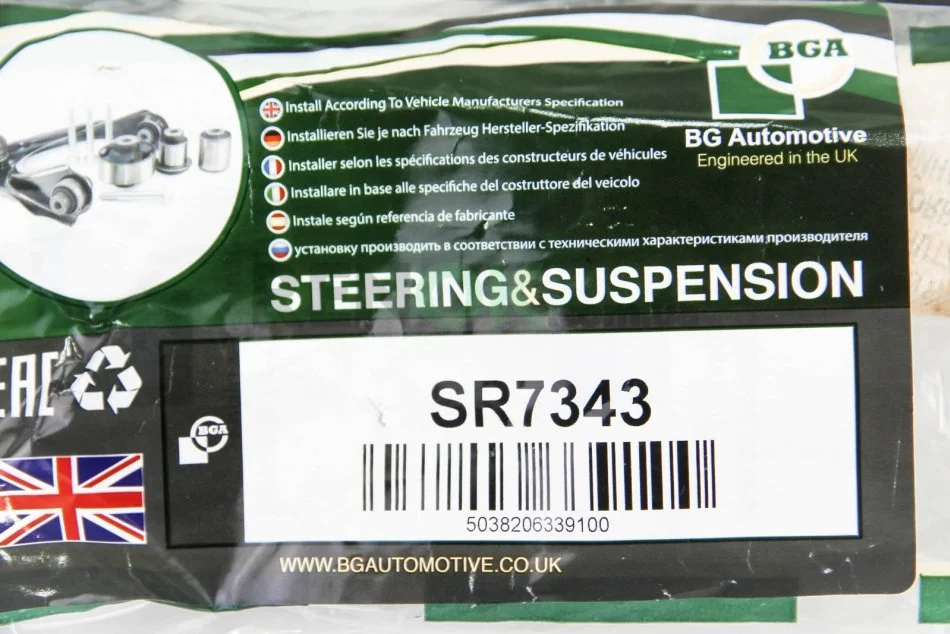 BGA
BG Automotive
Engineered in the UK
Install According To Vehicle Manufacturers Specification
Installieren Sie je nach Fahrzeug Hersteller-Spezifikation
Installer selon les spécifications des constructeurs de véhicules
Installare in base alle specifiche del costruttore del veicolo
Instale según referencia de fabricante
установку производить в соответствии с техническими характеристиками производителя
STEERING&SUSPENSION
EAC
BGA
SR7343
5038206339100
WWW.BGAUTOMOTIVE.CO.UK